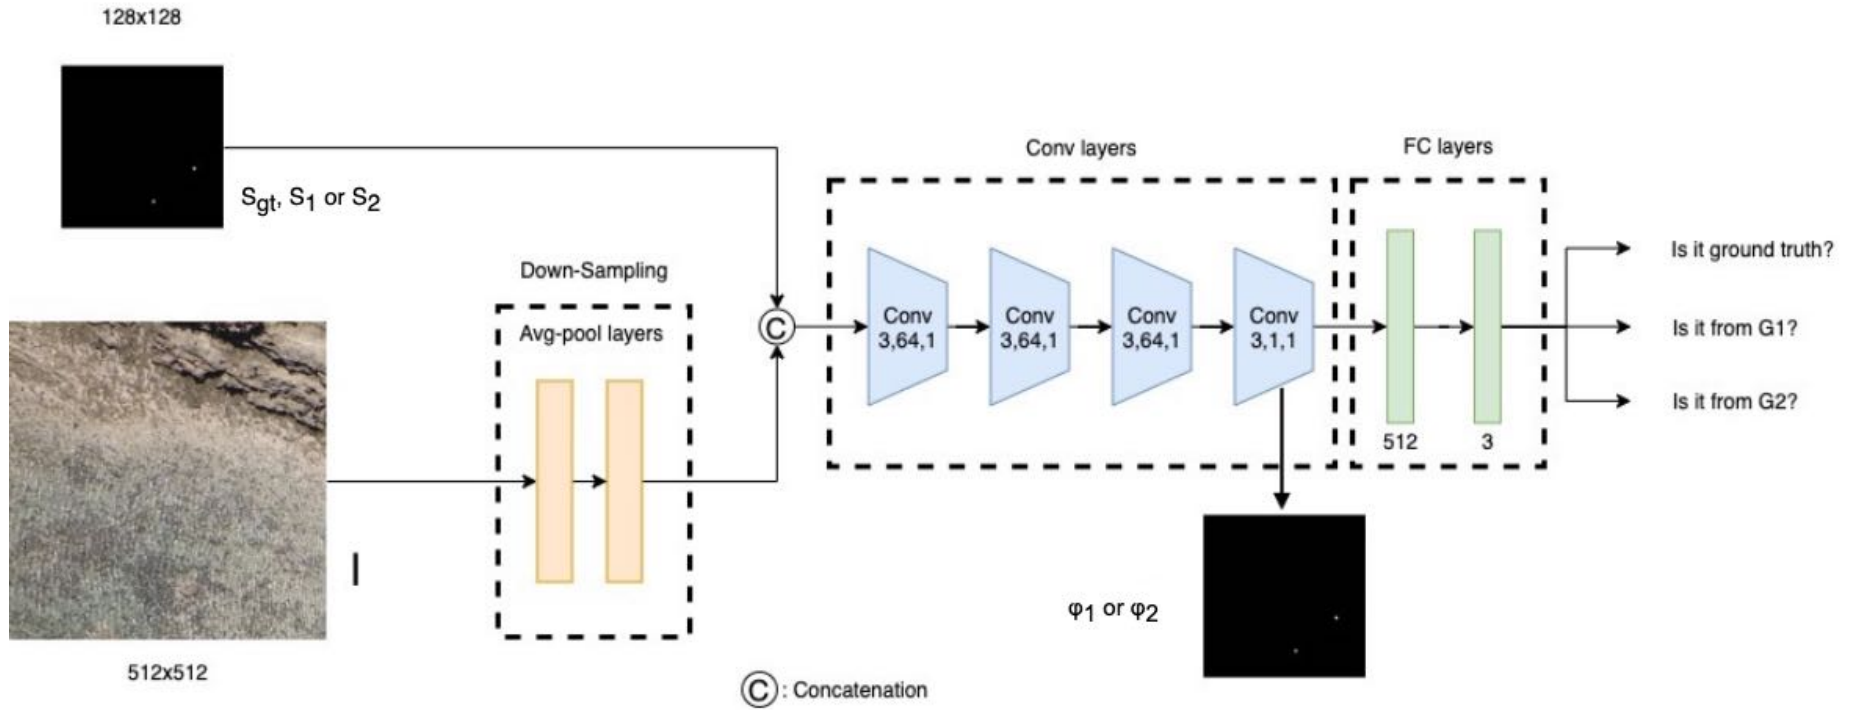 128x128
Sgt, S1 or S2
Down-Sampling
Avg-pool layers
I
512x512
C
C : Concatenation
Conv layers
Conv
3,64,1
Conv
3,64,1
Conv
3,64,1
Conv
3,1,1
FC layers
512
3
Is it ground truth?
Is it from G1?
Is it from G2?
φ1 or φ2